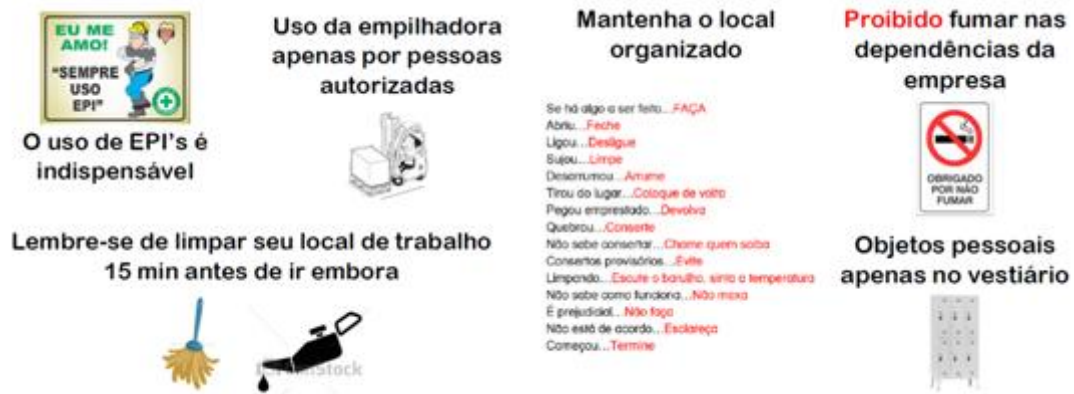 EU ME
AMO!
"SEMPRE
USO
EPI"
O uso de EPI's é
indispensável
Uso da empilhadora
apenas por pessoas
autorizadas
Lembre-se de limpar seu local de trabalho
15 min antes de ir embora
Mantenha o local
organizado
Se há algo a ser feito...FAÇA
Abriu...Feche
Ligou...Desligue
Sujou...Limpe
Desarrumou...Arrume
Tirou do lugar...Coloque de volta
Pegou emprestado...Devolva
Quebrou...Conserte
Não sabe consertar...Chame quem saiba
Consertos provisórios...Evite
Limpando...Escute o barulho, sinta a temperatura
Não sabe como funciona...Não mexa
É prejudicial...Não faça
Não está de acordo...Esclareça
Começou...Termine
Proibido fumar nas
dependências da
empresa
OBRIGADO
POR NÃO
FUMAR
Objetos pessoais
apenas no vestiário